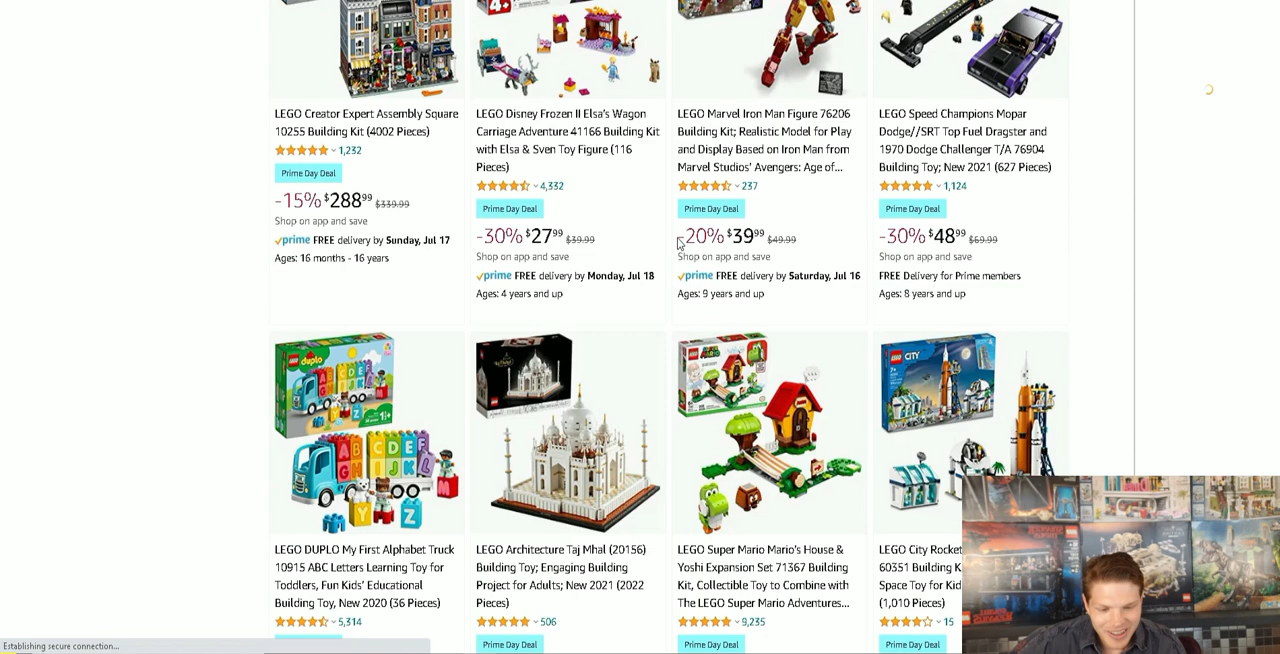 LEGO Creator Expert Assembly Square
10255 Building Kit (4002 Pieces)
1,232
Prime Day Deal
-15% $288.99 $339.99
Shop on app and save
prime FREE delivery by Sunday, Jul 17
Ages: 16 months - 16 years
4+
LEGO Disney Frozen II Elsa's Wagon
Carriage Adventure 41166 Building Kit
with Elsa & Sven Toy Figure (116
Pieces)
4,332
Prime Day Deal
-30% $27.99 $39.99
Shop on app and save
prime FREE delivery by Monday, Jul 18
Ages: 4 years and up
LEGO Marvel Iron Man Figure 76206
Building Kit; Realistic Model for Play
and Display Based on Iron Man from
Marvel Studios' Avengers: Age of...
237
Prime Day Deal
-20% $39.99 $49.99
Shop on app and save
prime FREE delivery by Saturday, Jul 16
Ages: 9 years and up
LEGO Speed Champions Mopar
Dodge//SRT Top Fuel Dragster and
1970 Dodge Challenger T/A 76904
Building Toy; New 2021 (627 Pieces)
1,124
Prime Day Deal
-30% $48.99 $69.99
Shop on app and save
FREE Delivery for Prime members
Ages: 8 years and up
duplo
LEGO DUPLO My First Alphabet Truck
10915 ABC Letters Learning Toy for
Toddlers, Fun Kids' Educational
Building Toy, New 2020 (36 Pieces)
5,314
LEGO Architecture Taj Mhal (20156)
Building Toy; Engaging Building
Project for Adults; New 2021 (2022
Pieces)
506
Prime Day Deal
LEGO Super Mario Mario's House &
Yoshi Expansion Set 71367 Building
Kit, Collectible Toy to Combine with
The LEGO Super Mario Adventures...
9,235
Prime Day Deal
CITY
7+
LEGO City Rocket
60351 Building K
Space Toy for Kid
(1,010 Pieces)
15
Prime Day Deal
Establishing secure connection...